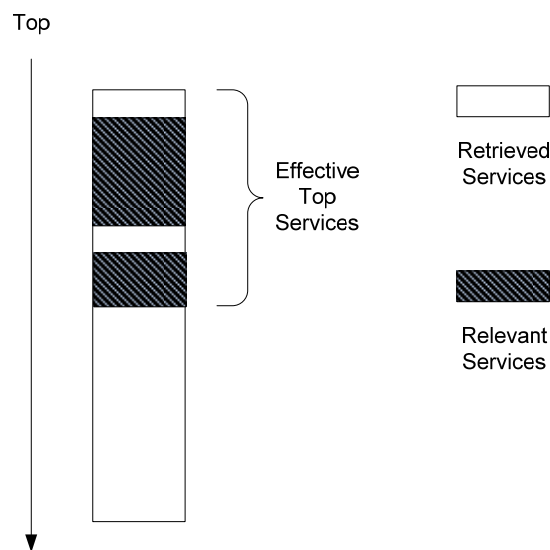 Top
Effective
Top
Services
Retrieved
Services
Relevant
Services